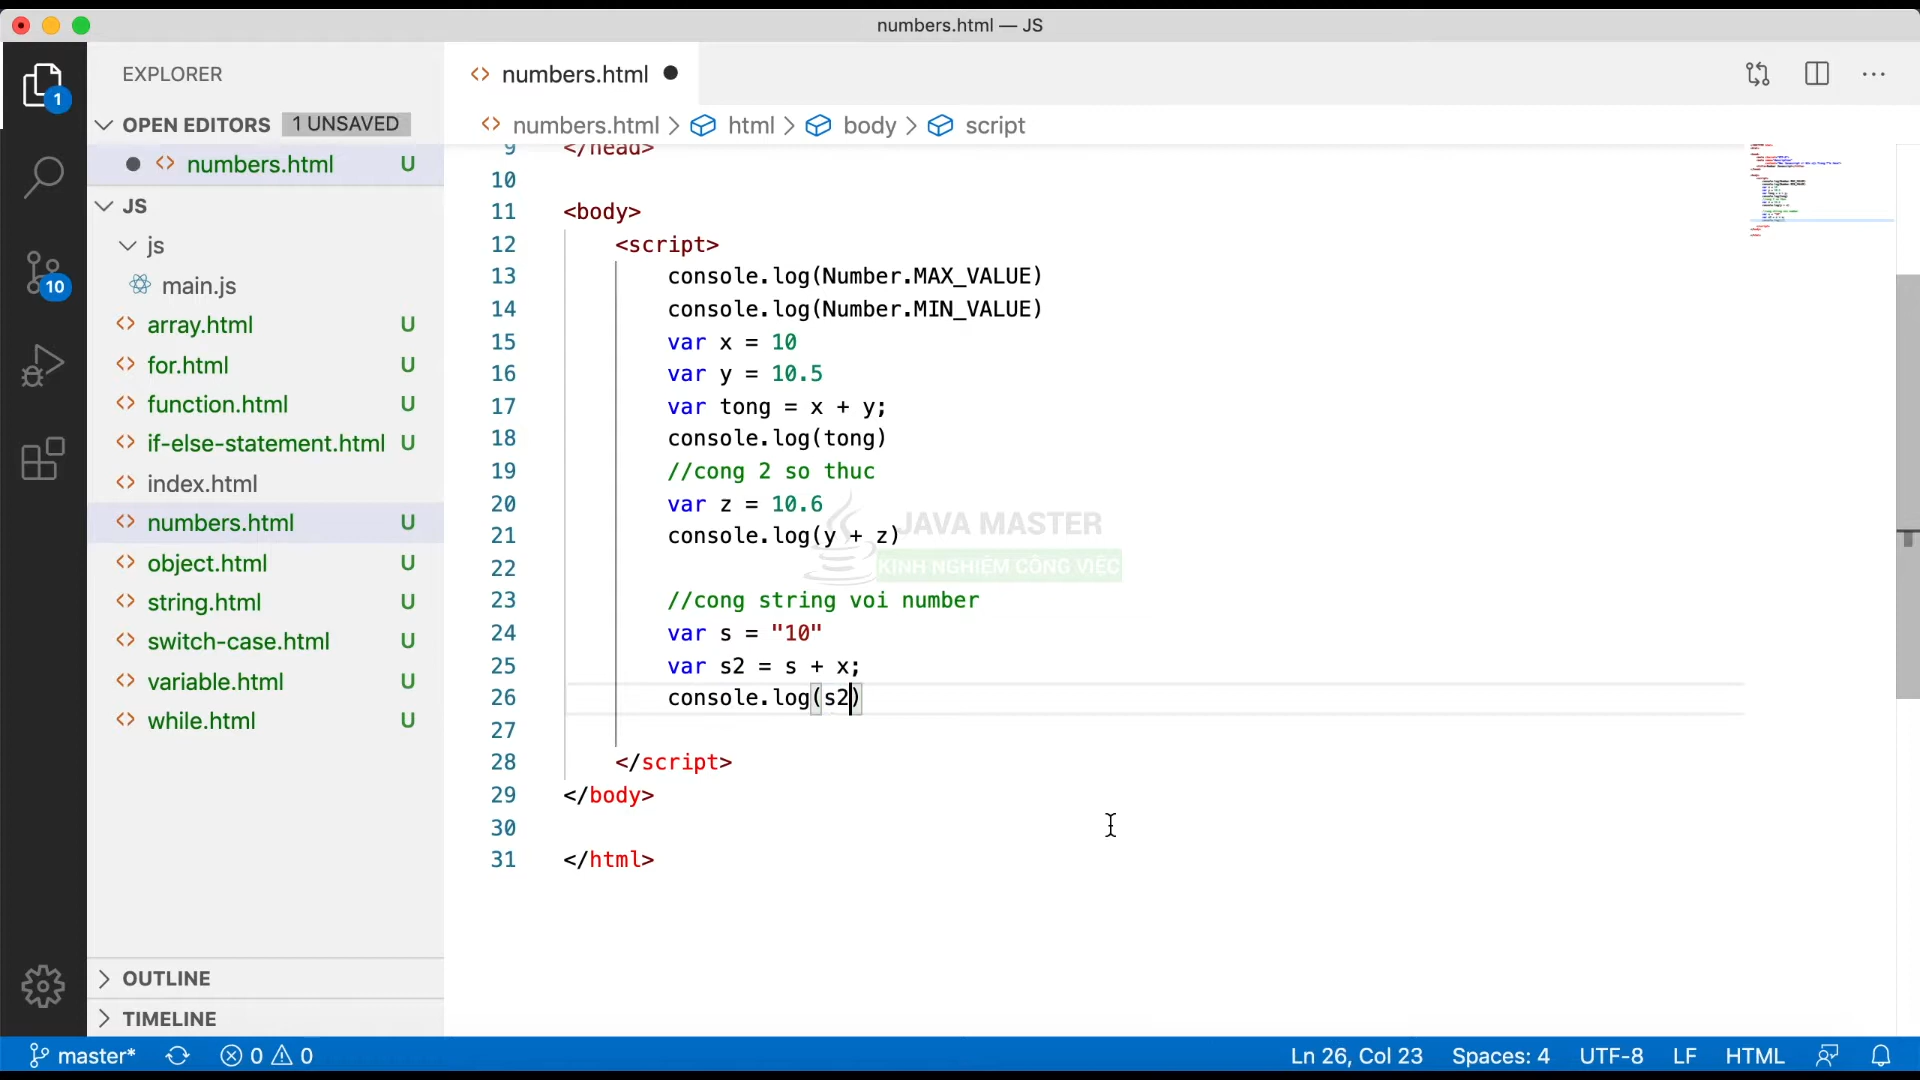 numbers.html — JS
EXPLORER
OPEN EDITORS 1 UNSAVED
numbers.html U
JS
js
main.js
array.html U
for.html U
function.html U
if-else-statement.html U
index.html
numbers.html U
object.html U
string.html U
switch-case.html U
variable.html U
while.html U
OUTLINE
TIMELINE
1
10
numbers.html
numbers.html > html > body > script
9 </head>
10
11 <body>
12 <script>
13 console.log(Number.MAX_VALUE)
14 console.log(Number.MIN_VALUE)
15 var x = 10
16 var y = 10.5
17 var tong = x + y;
18 console.log(tong)
19 //cong 2 so thuc
20 var z = 10.6
21 console.log(y + z)
22
23 //cong string voi number
24 var s = "10"
25 var s2 = s + x;
26 console.log(s2)
27
28 </script>
29 </body>
30
31 </html>
JAVA MASTER
KINH NGHIỆM CÔNG VIỆC
master* 0 0 Ln 26, Col 23 Spaces: 4 UTF-8 LF HTML